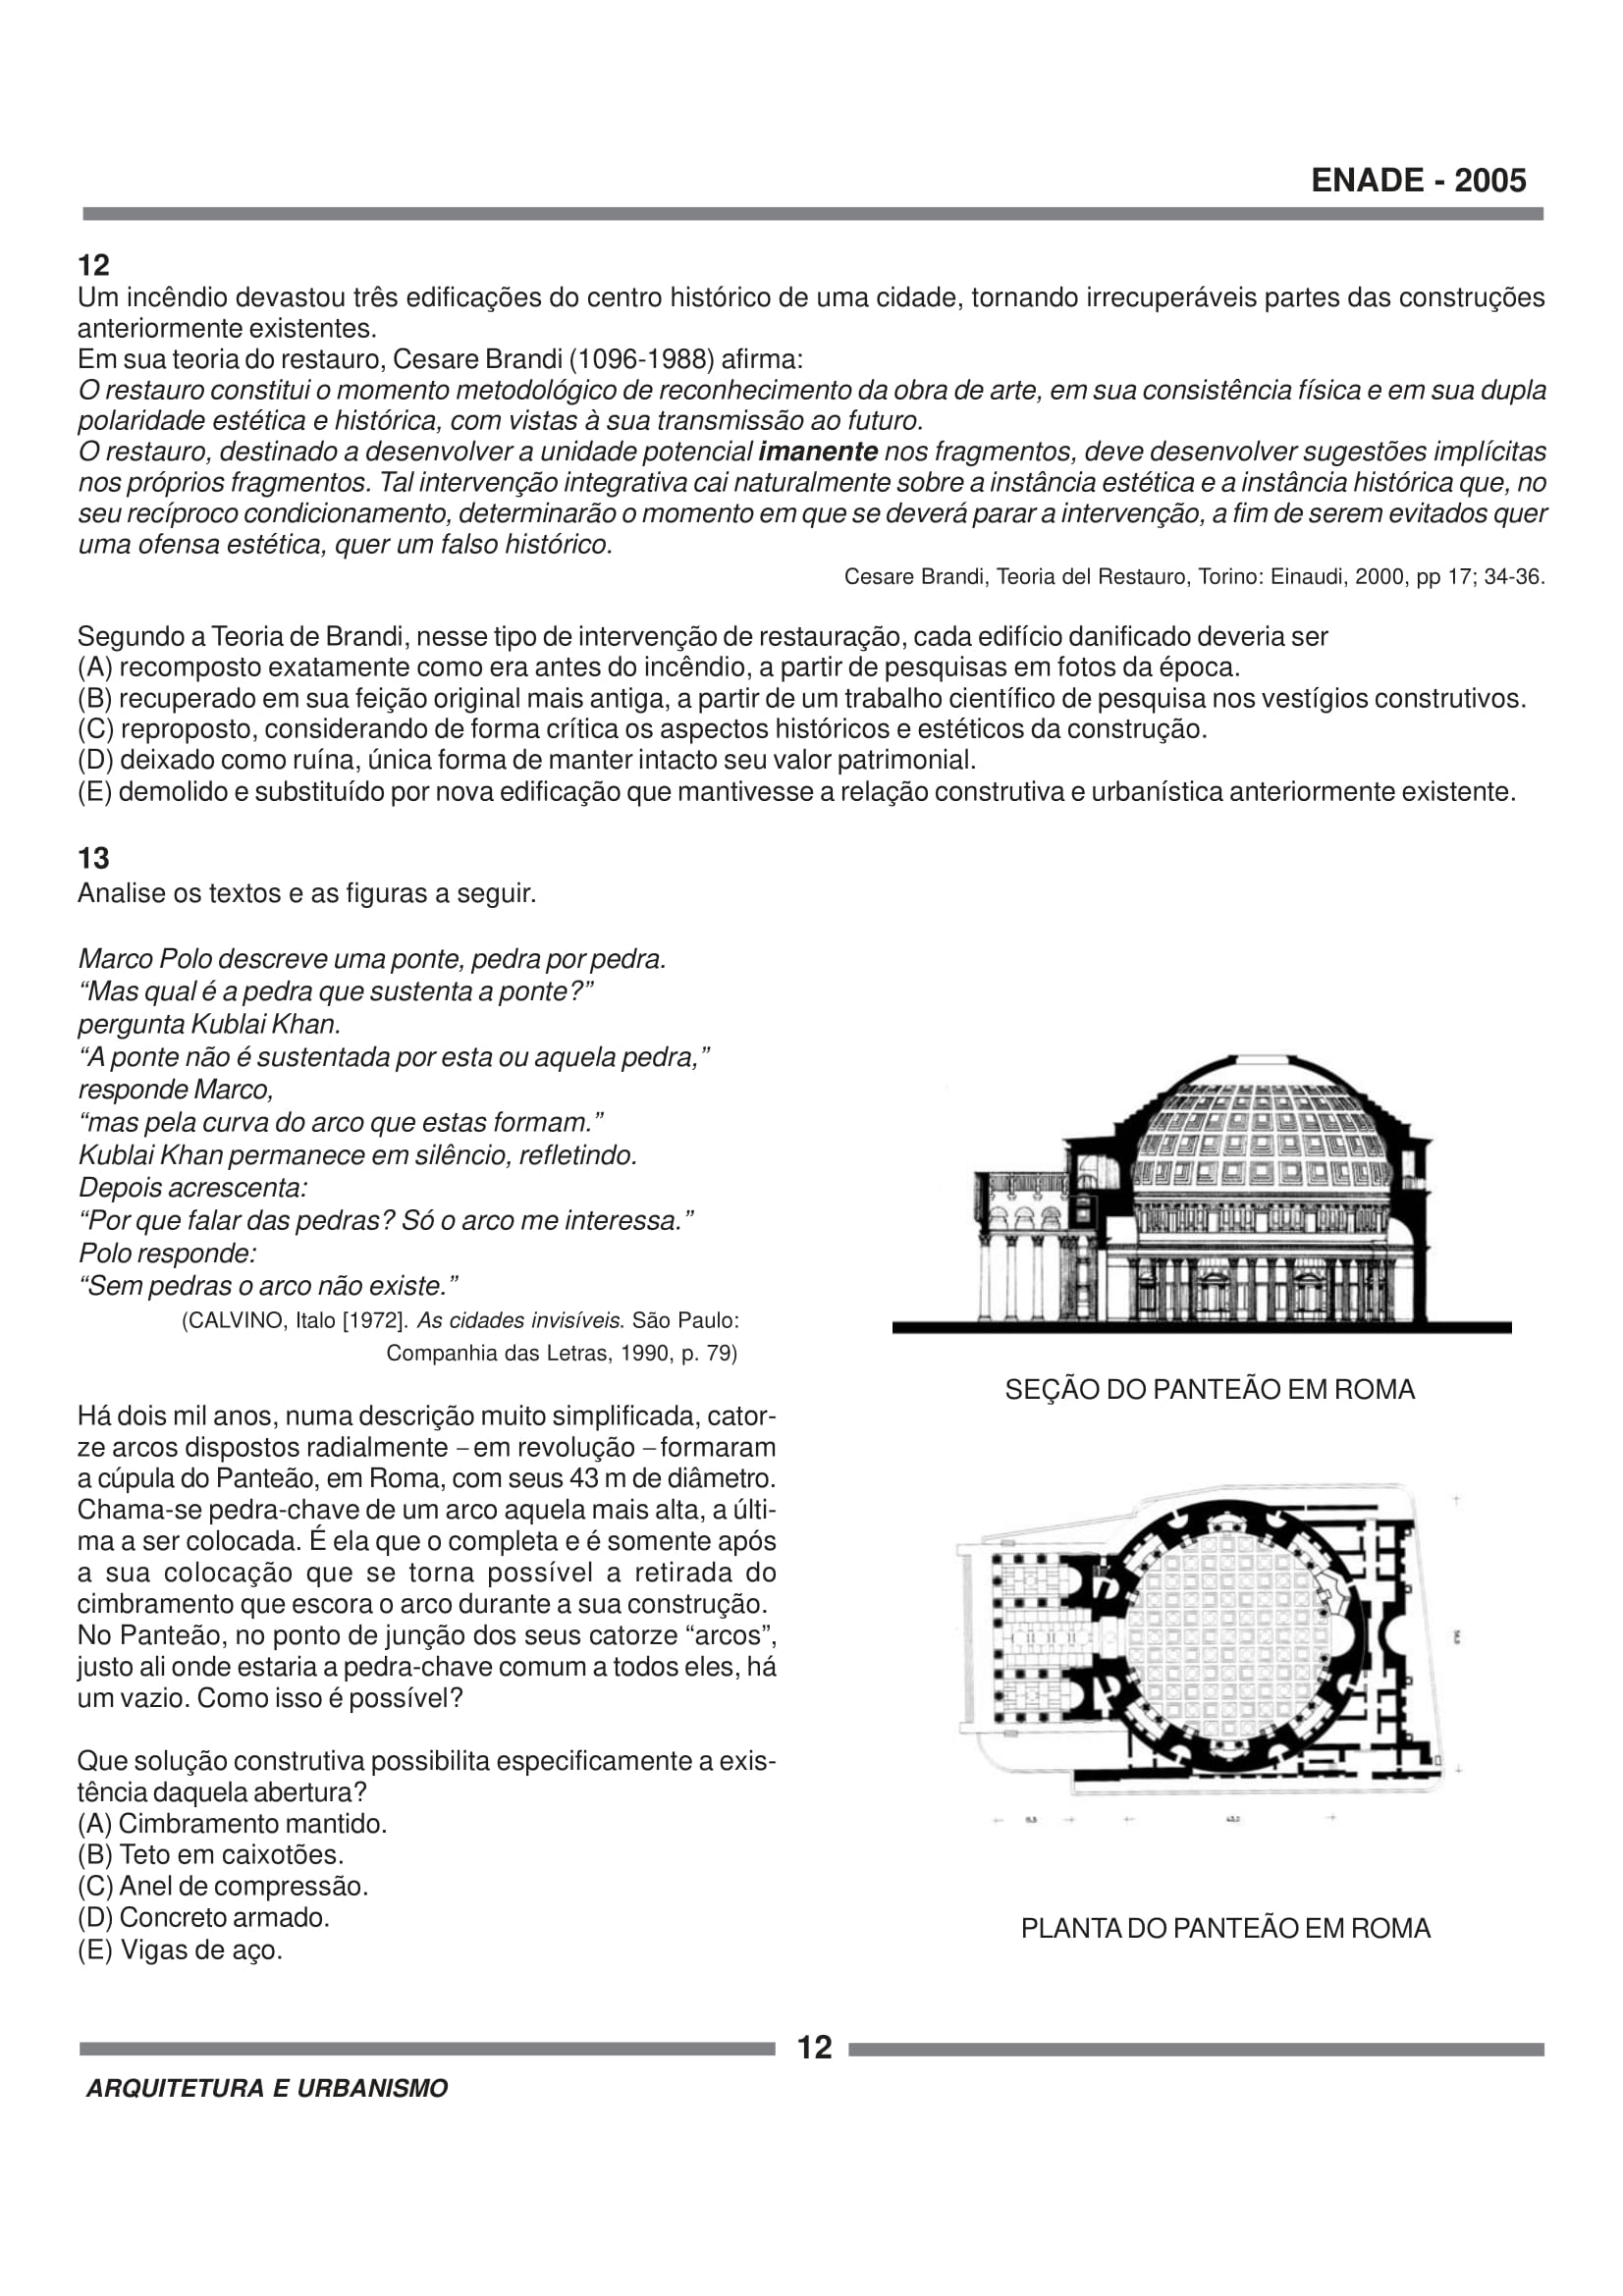 ENADE - 2005
12
Um incêndio devastou três edificações do centro histórico de uma cidade, tornando irrecuperáveis partes das construções
anteriormente existentes.
Em sua teoria do restauro, Cesare Brandi (1096-1988) afirma:
O restauro constitui o momento metodológico de reconhecimento da obra de arte, em sua consistência física e em sua dupla
polaridade estética e histórica, com vistas à sua transmissão ao futuro.
O restauro, destinado a desenvolver a unidade potencial imanente nos fragmentos, deve desenvolver sugestões implícitas
nos próprios fragmentos. Tal intervenção integrativa cai naturalmente sobre a instância estética e a instância histórica que, no
seu recíproco condicionamento, determinarão o momento em que se deverá parar a intervenção, a fim de serem evitados quer
uma ofensa estética, quer um falso histórico.
Cesare Brandi, Teoria del Restauro, Torino: Einaudi, 2000, pp 17; 34-36.
Segundo a Teoria de Brandi, nesse tipo de intervenção de restauração, cada edifício danificado deveria ser
(A) recomposto exatamente como era antes do incêndio, a partir de pesquisas em fotos da época.
(B) recuperado em sua feição original mais antiga, a partir de um trabalho científico de pesquisa nos vestígios construtivos.
(C) reproposto, considerando de forma crítica os aspectos históricos e estéticos da construção.
(D) deixado como ruína, única forma de manter intacto seu valor patrimonial.
(E) demolido e substituído por nova edificação que mantivesse a relação construtiva e urbanística anteriormente existente.
13
Analise os textos e as figuras a seguir.
Marco Polo descreve uma ponte, pedra por pedra.
“Mas qual é a pedra que sustenta a ponte?”
pergunta Kublai Khan.
“A ponte não é sustentada por esta ou aquela pedra,”
responde Marco,
“mas pela curva do arco que estas formam.”
Kublai Khan permanece em silêncio, refletindo.
Depois acrescenta:
“Por que falar das pedras? Só o arco me interessa.”
Polo responde:
“Sem pedras o arco não existe.”
(CALVINO, Italo [1972]. As cidades invisíveis. São Paulo:
Companhia das Letras, 1990, p. 79)
Há dois mil anos, numa descrição muito simplificada, cator-
ze arcos dispostos radialmente – em revolução – formaram
a cúpula do Panteão, em Roma, com seus 43 m de diâmetro.
Chama-se pedra-chave de um arco aquela mais alta, a últi-
ma a ser colocada. É ela que o completa e é somente após
a sua colocação que se torna possível a retirada do
cimbramento que escora o arco durante a sua construção.
No Panteão, no ponto de junção dos seus catorze “arcos”,
justo ali onde estaria a pedra-chave comum a todos eles, há
um vazio. Como isso é possível?
Que solução construtiva possibilita especificamente a exis-
tência daquela abertura?
(A) Cimbramento mantido.
(B) Teto em caixotões.
(C) Anel de compressão.
(D) Concreto armado.
(E) Vigas de aço.
SEÇÃO DO PANTEÃO EM ROMA
PLANTA DO PANTEÃO EM ROMA
12
ARQUITETURA E URBANISMO